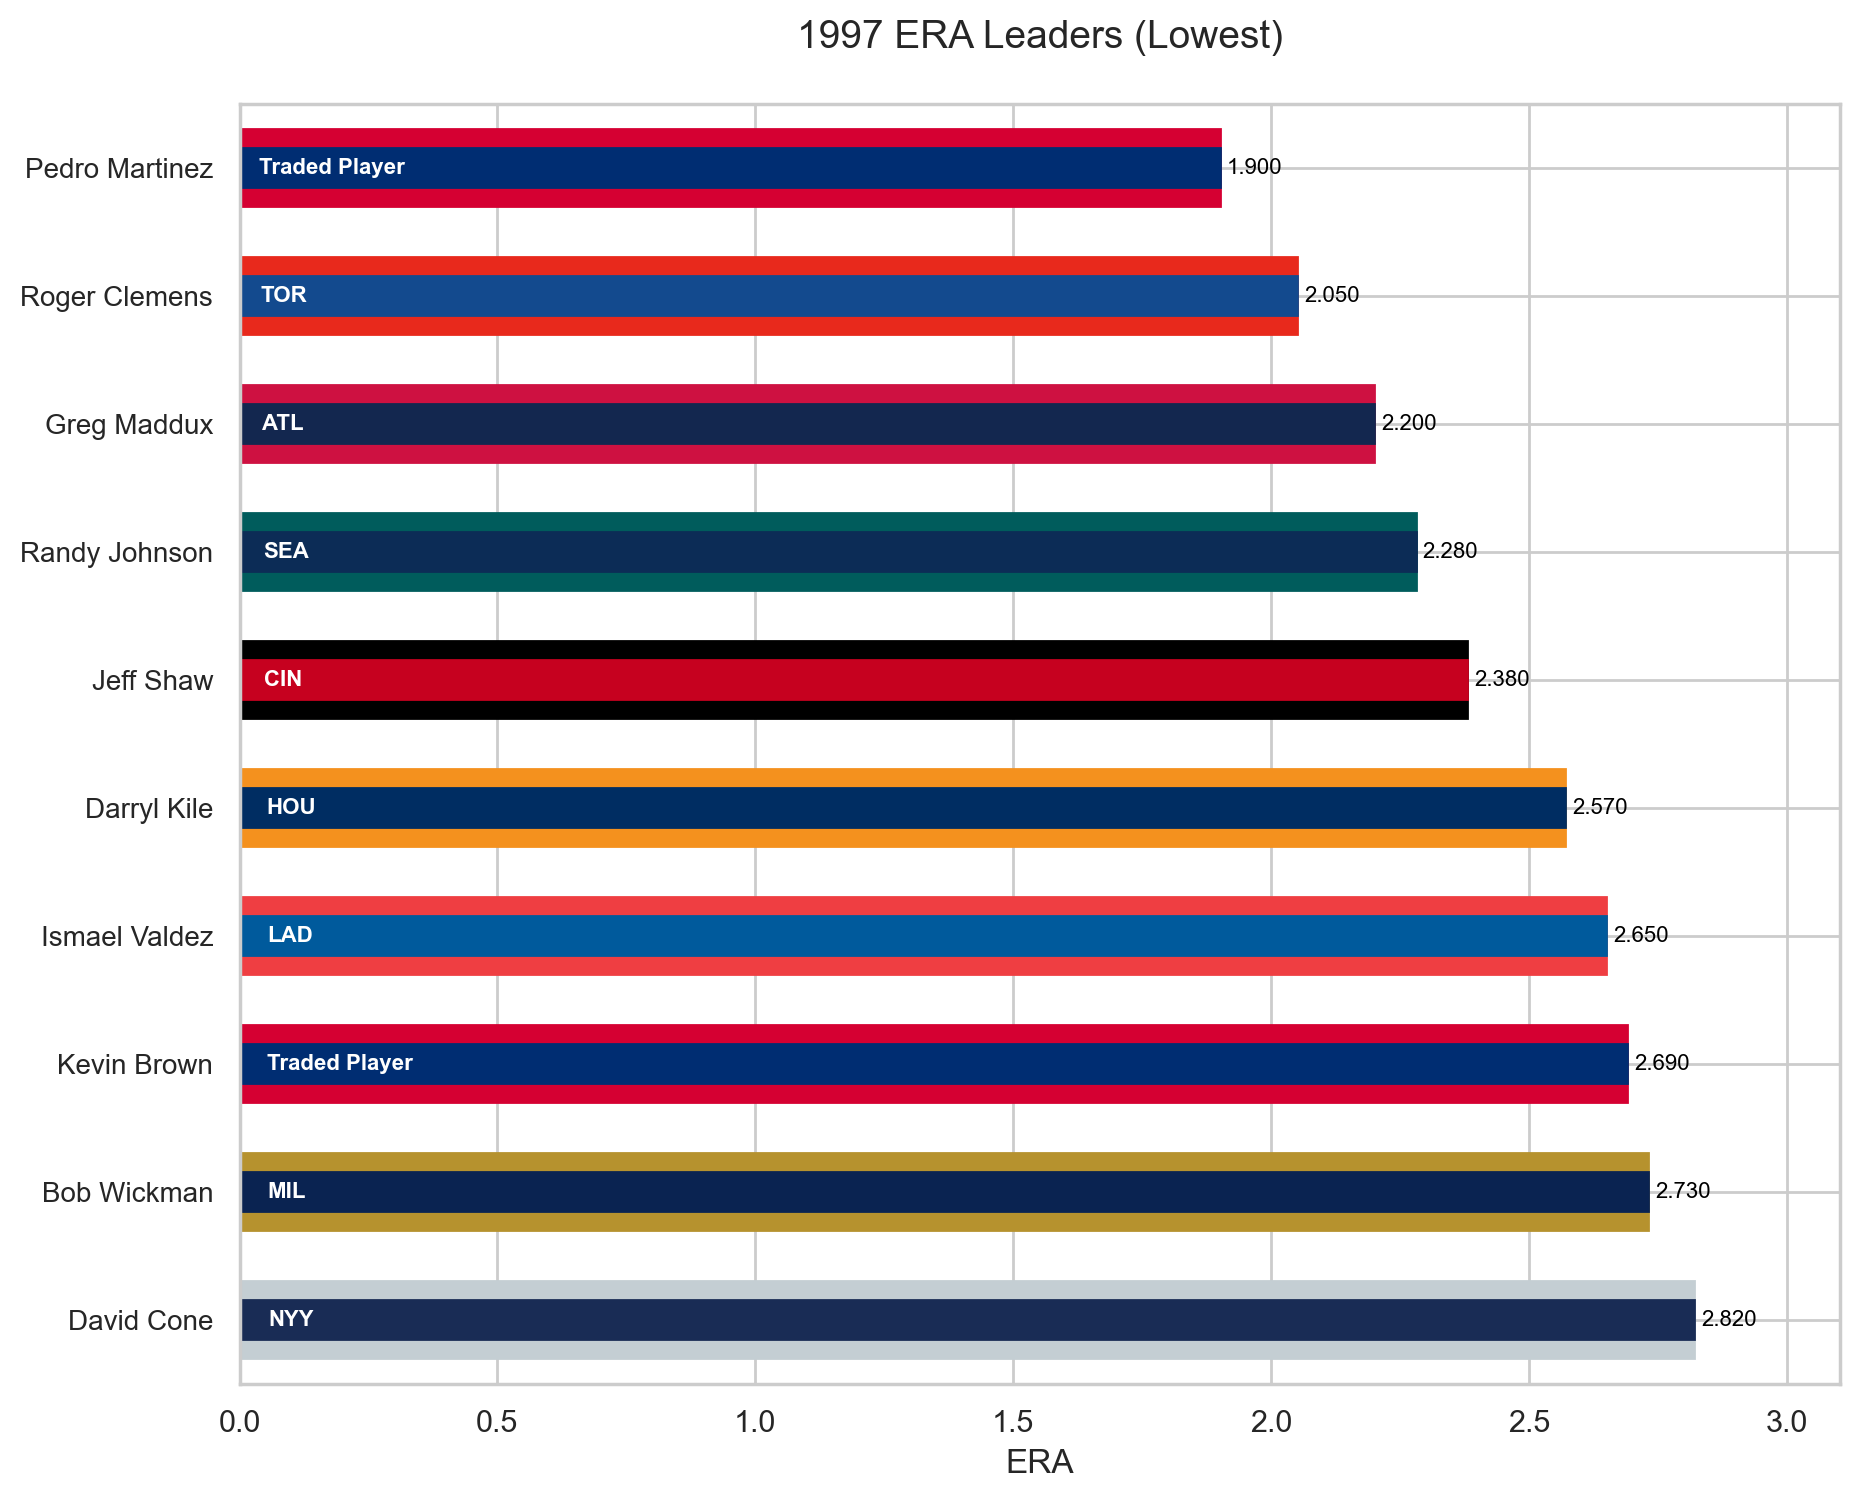 1997 ERA Leaders (Lowest)
Pedro Martinez Traded Player 1.900
Roger Clemens TOR 2.050
Greg Maddux ATL 2.200
Randy Johnson SEA 2.280
Jeff Shaw CIN 2.380
Darryl Kile HOU 2.570
Ismael Valdez LAD 2.650
Kevin Brown Traded Player 2.690
Bob Wickman MIL 2.730
David Cone NYY 2.820
0.0 0.5 1.0 1.5 2.0 2.5 3.0
ERA